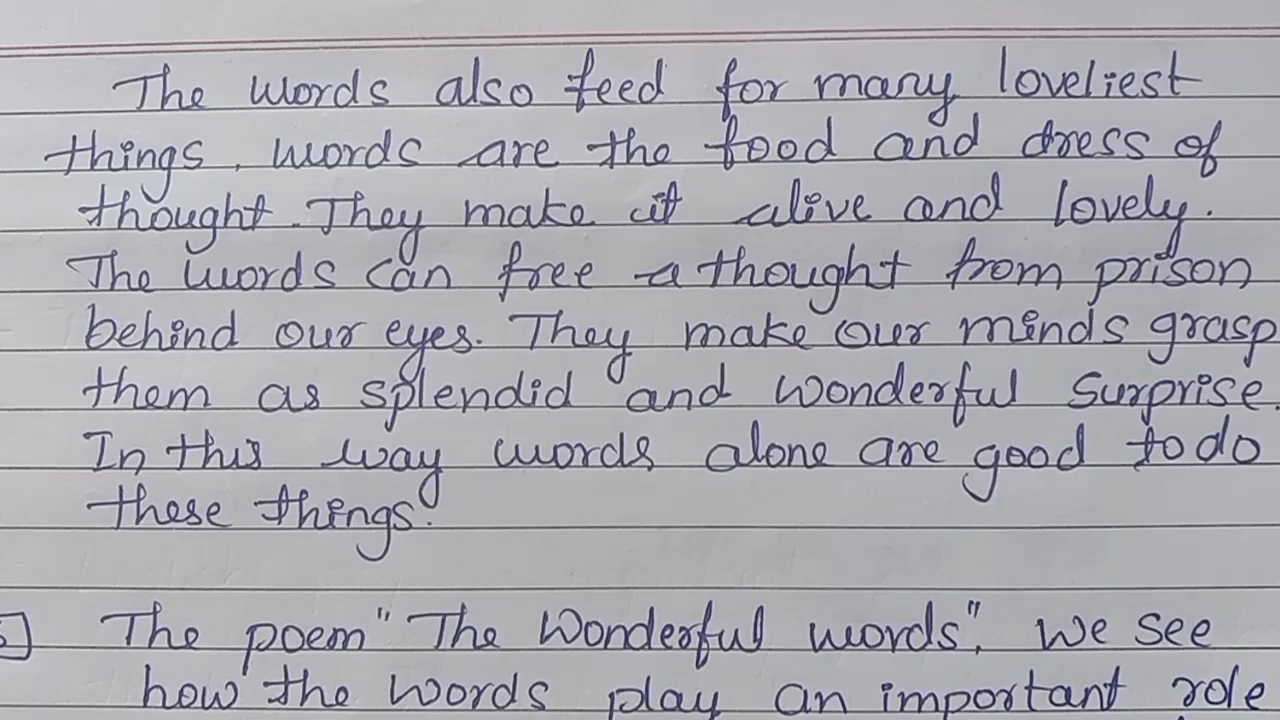 The words also feed for many loveliest
things, words are the food and dress of
thought. They make it alive and lovely.
The words can free a thought from prison
behind our eyes. They make our minds grasp
them as splendid and wonderful surprise.
In this way words alone are good to do
these things.
The poem "The Wonderful words", we see
how the words play an important role